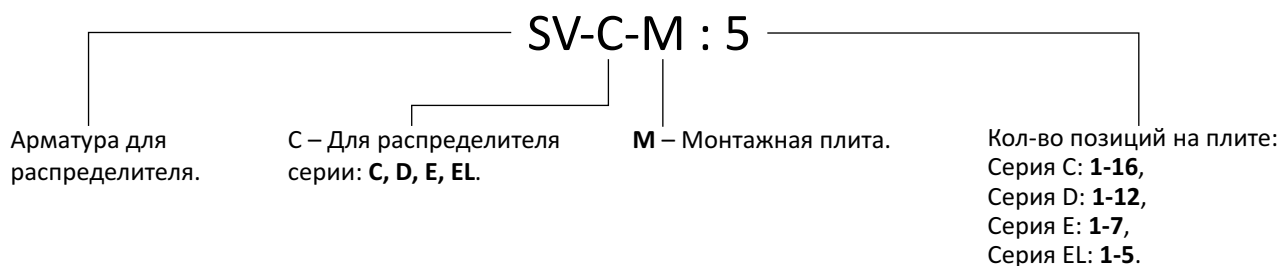 SV-C-M : 5
Арматура для
распределителя.
С – Для распределителя
серии: C, D, E, EL.
М – Монтажная плита.
Кол-во позиций на плите:
Серия C: 1-16,
Серия D: 1-12,
Серия E: 1-7,
Серия EL: 1-5.